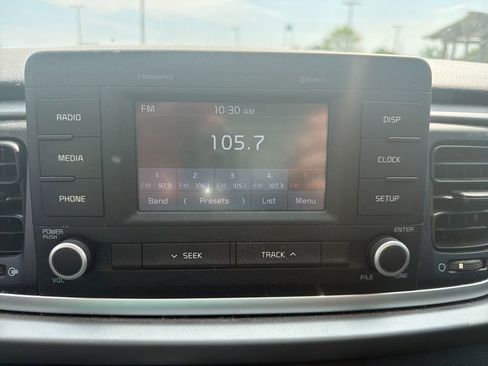 RADIO
MEDIA
PHONE
FM 10:30 AM
105.7
1 2 3 4 5
FM 97.9 FM 106.1 FM 105.1 FM 107.3
Band Presets List Menu
DISP
CLOCK
SETUP
POWER
PUSH
VOL
SEEK
TRACK
ENTER
FILE TUNE